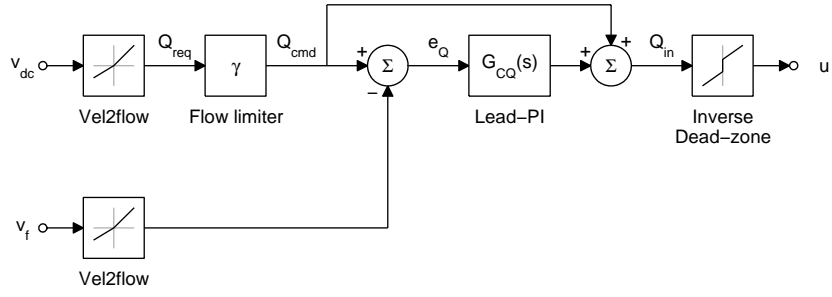 v_dc
Vel2flow
Q_req
γ
Flow limiter
Q_cmd
+
Σ
−
e_Q
G_CQ(s)
Lead−PI
+
+
Σ
Q_in
Inverse
Dead−zone
u
v_f
Vel2flow